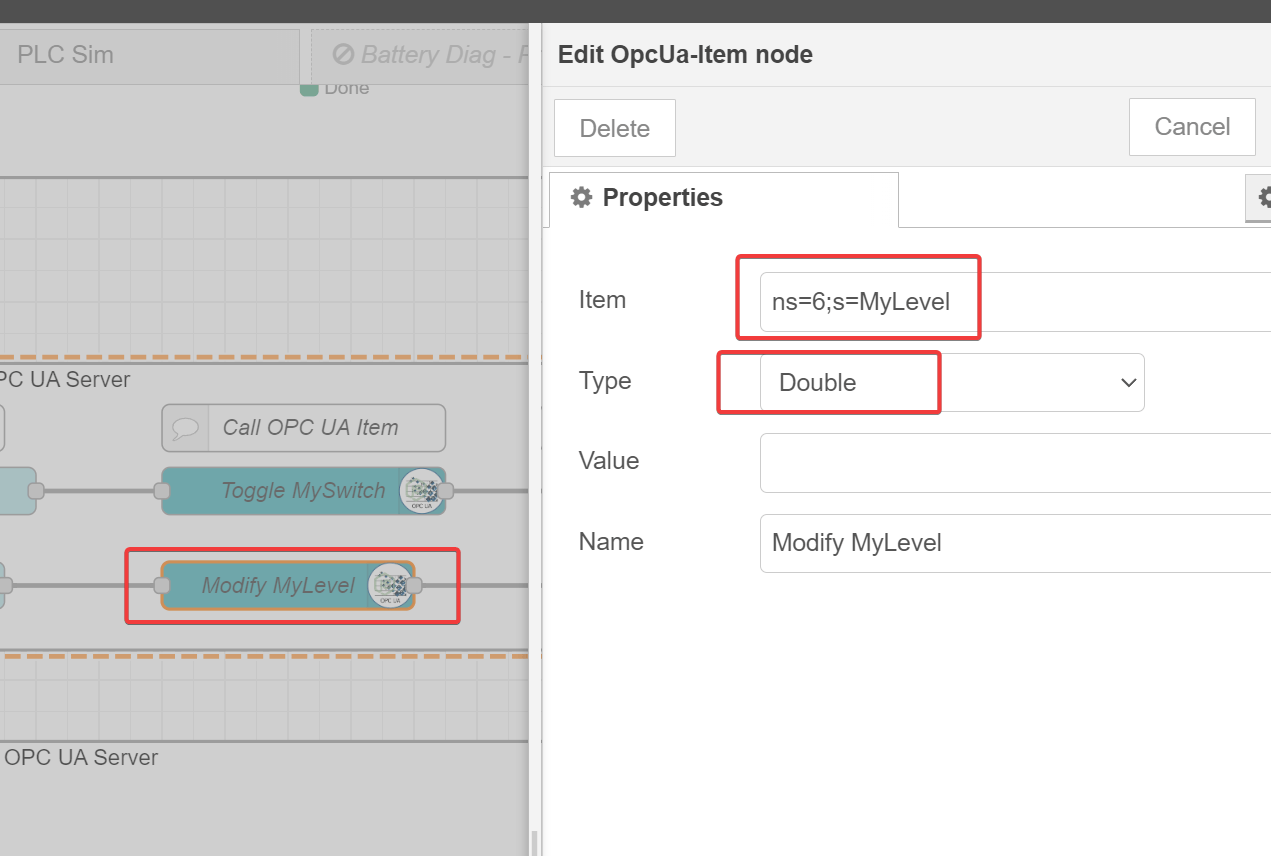 PLC Sim
Battery Diag -
Done
PC UA Server
Call OPC UA Item
Toggle MySwitch
OPC UA
Modify MyLevel
OPC UA
OPC UA Server
Edit OpcUa-Item node
Delete
Cancel
Properties
Item
ns=6;s=MyLevel
Type
Double
Value
Name
Modify MyLevel